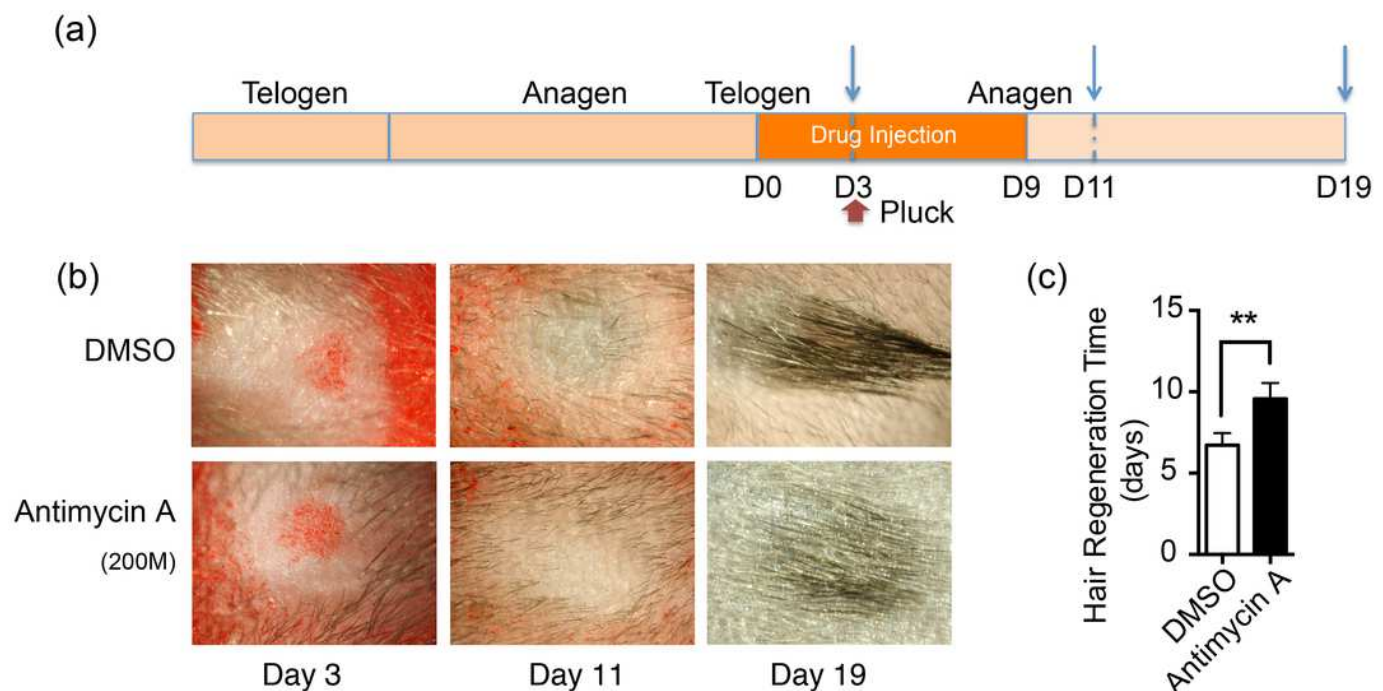 (a)
Telogen Anagen Telogen Anagen
Drug Injection
D0 D3 D9 D11 D19
Pluck
(b)
DMSO
Antimycin A
(200M)
Day 3 Day 11 Day 19
(c)
Hair Regeneration Time
(days)
15
**
10
5
0
DMSO
Antimycin A